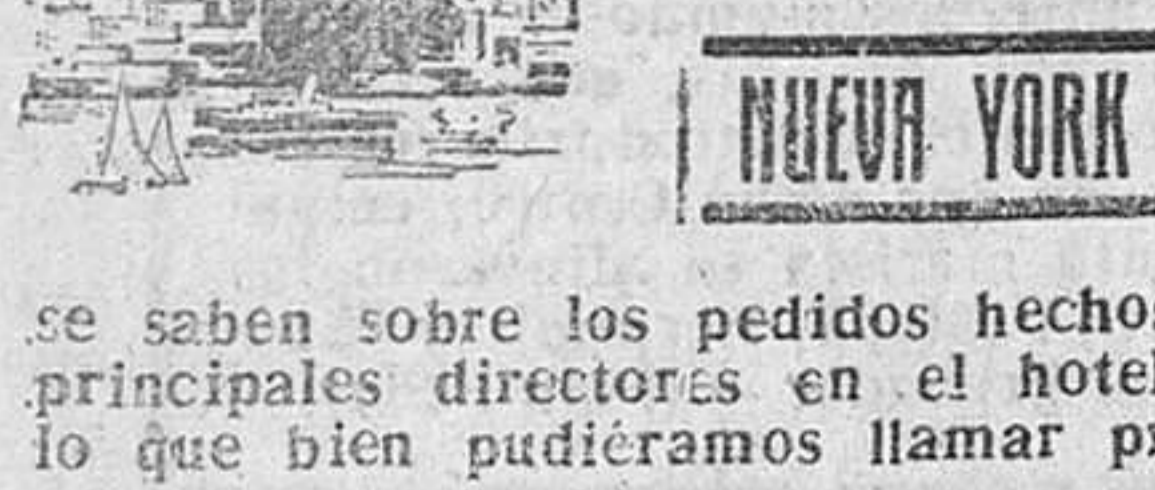 NUEVA YORK
se saben sobre los pedidos hechos
principales directores en el hotel
lo que bien pudiéramos llamar